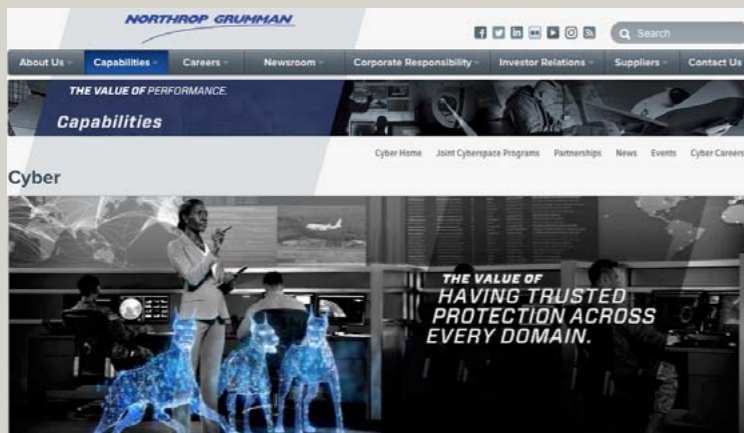 NORTHROP GRUMMAN
Search
About Us Capabilities Careers Newsroom Corporate Responsibility Investor Relations Suppliers Contact Us
THE VALUE OF PERFORMANCE.
Capabilities
Cyber Home Joint Cyberspace Programs Partnerships News Events Cyber Careers
Cyber
THE VALUE OF
HAVING TRUSTED
PROTECTION ACROSS
EVERY DOMAIN.